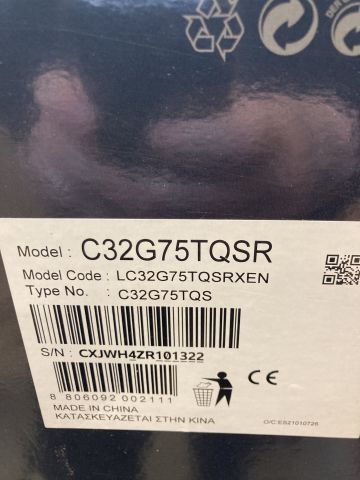 Model : C32G75TQSR
Model Code : LC32G75TQSRXEN
Type No. : C32G75TQS
S/N : CXJWH4ZR101322
8 806092 002111
MADE IN CHINA
ΚΑΤΑΣΚΕΥΑΖΕΤΑΙ ΣΤΗΝ ΚΙΝΑ
CE
O/C:ES21010726